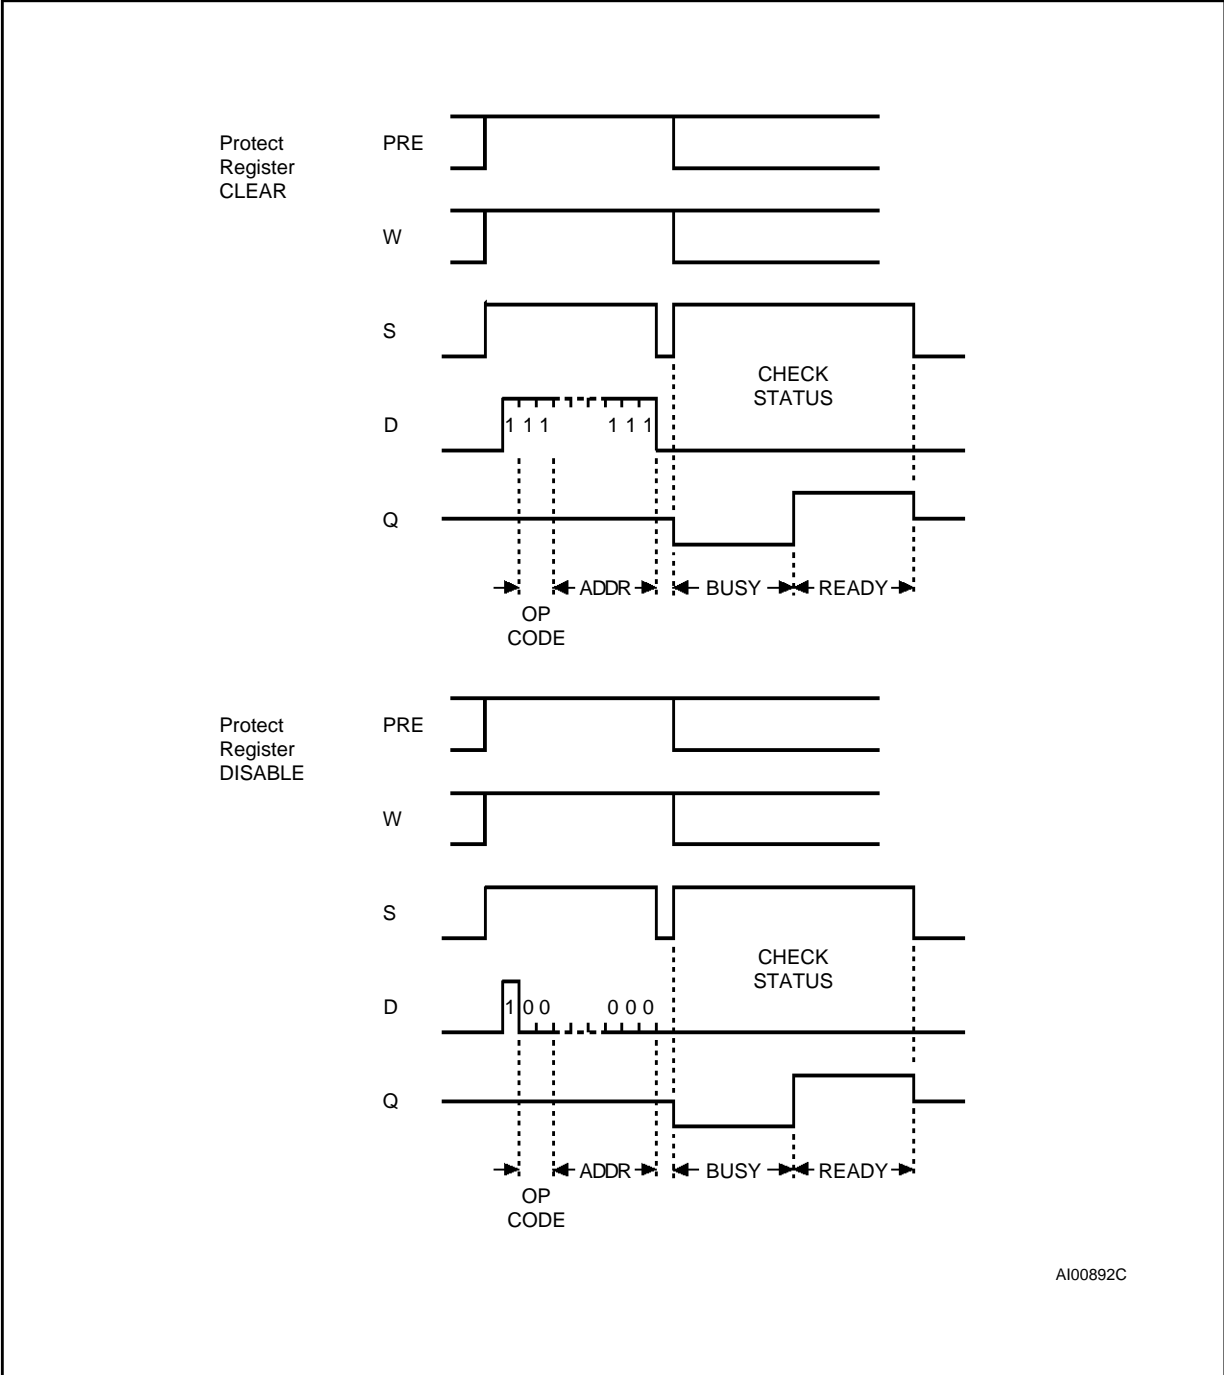 Protect
Register
CLEAR
PRE
W
S
CHECK
STATUS
D
1 1 1 1 1 1
Q
ADDR BUSY READY
OP
CODE
Protect
Register
DISABLE
PRE
W
S
CHECK
STATUS
D
1 0 0 0 0 0
Q
ADDR BUSY READY
OP
CODE
AI00892C